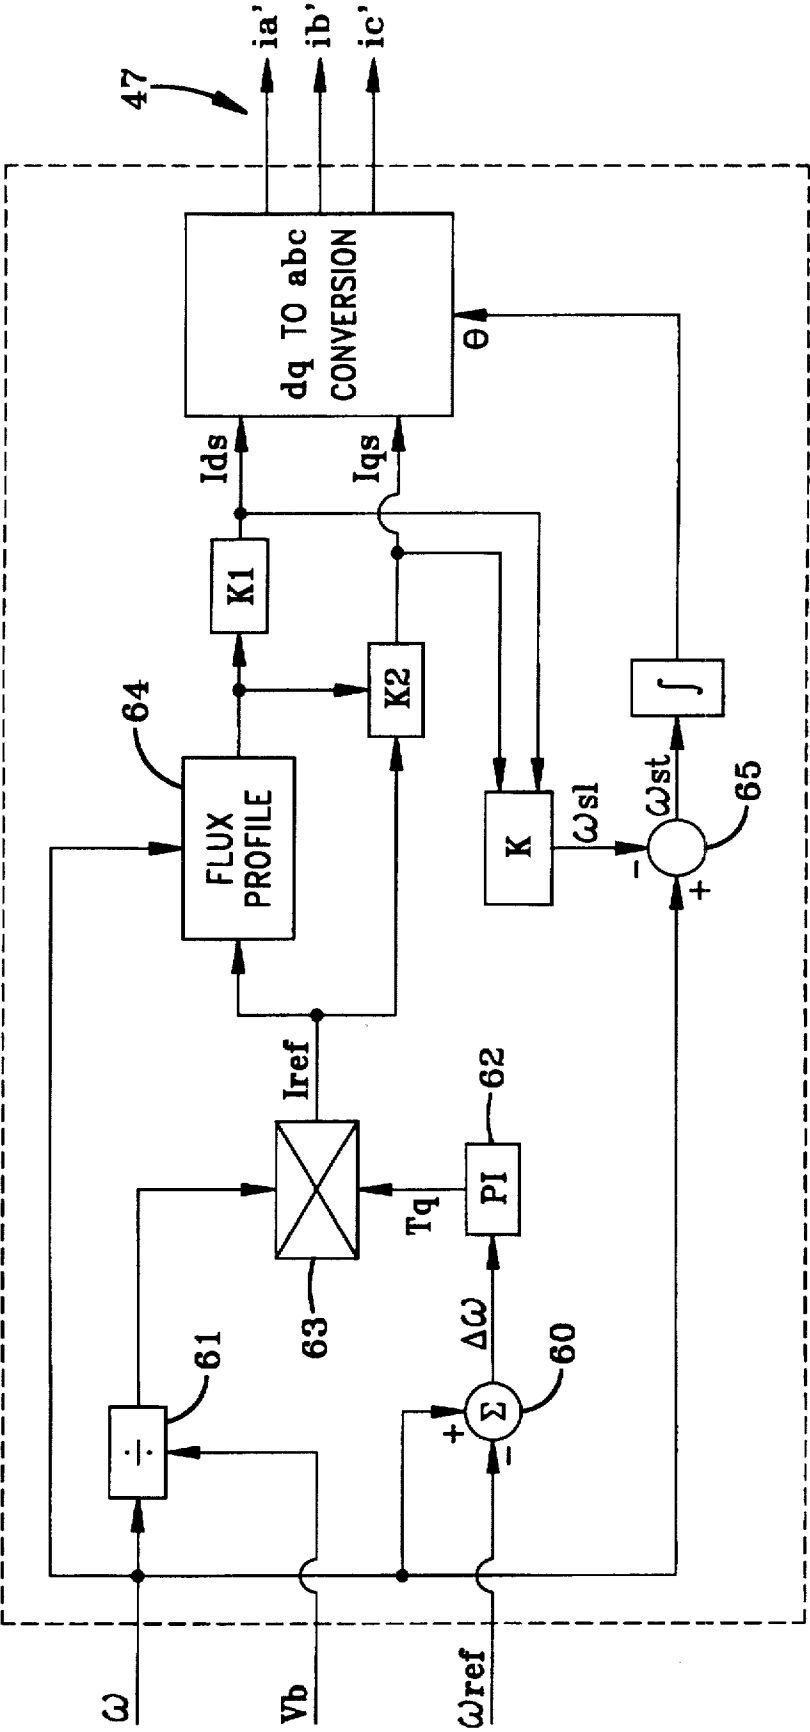 47
ia'
ib'
ic'
dq TO abc
CONVERSION
θ
Ids
Iqs
K1
K2
64
FLUX
PROFILE
K
ωsl
ωst
∫
-
+
65
Iref
63
Tq
PI
62
Δω
Σ
+
-
60
÷
61
ω
Vb
ωref